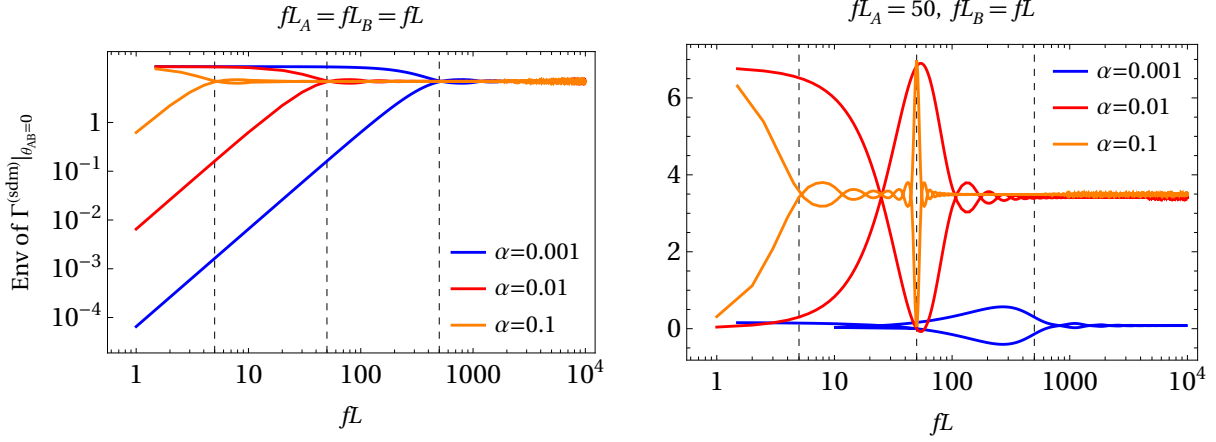 fL_A = fL_B = fL
Env of Γ^(sdm)|_θ_AB=0
1
10^−1
10^−2
10^−3
10^−4
α=0.001
α=0.01
α=0.1
1 10 100 1000 10^4
fL
fL_A = 50, fL_B = fL
6
4
2
0
α=0.001
α=0.01
α=0.1
1 10 100 1000 10^4
fL